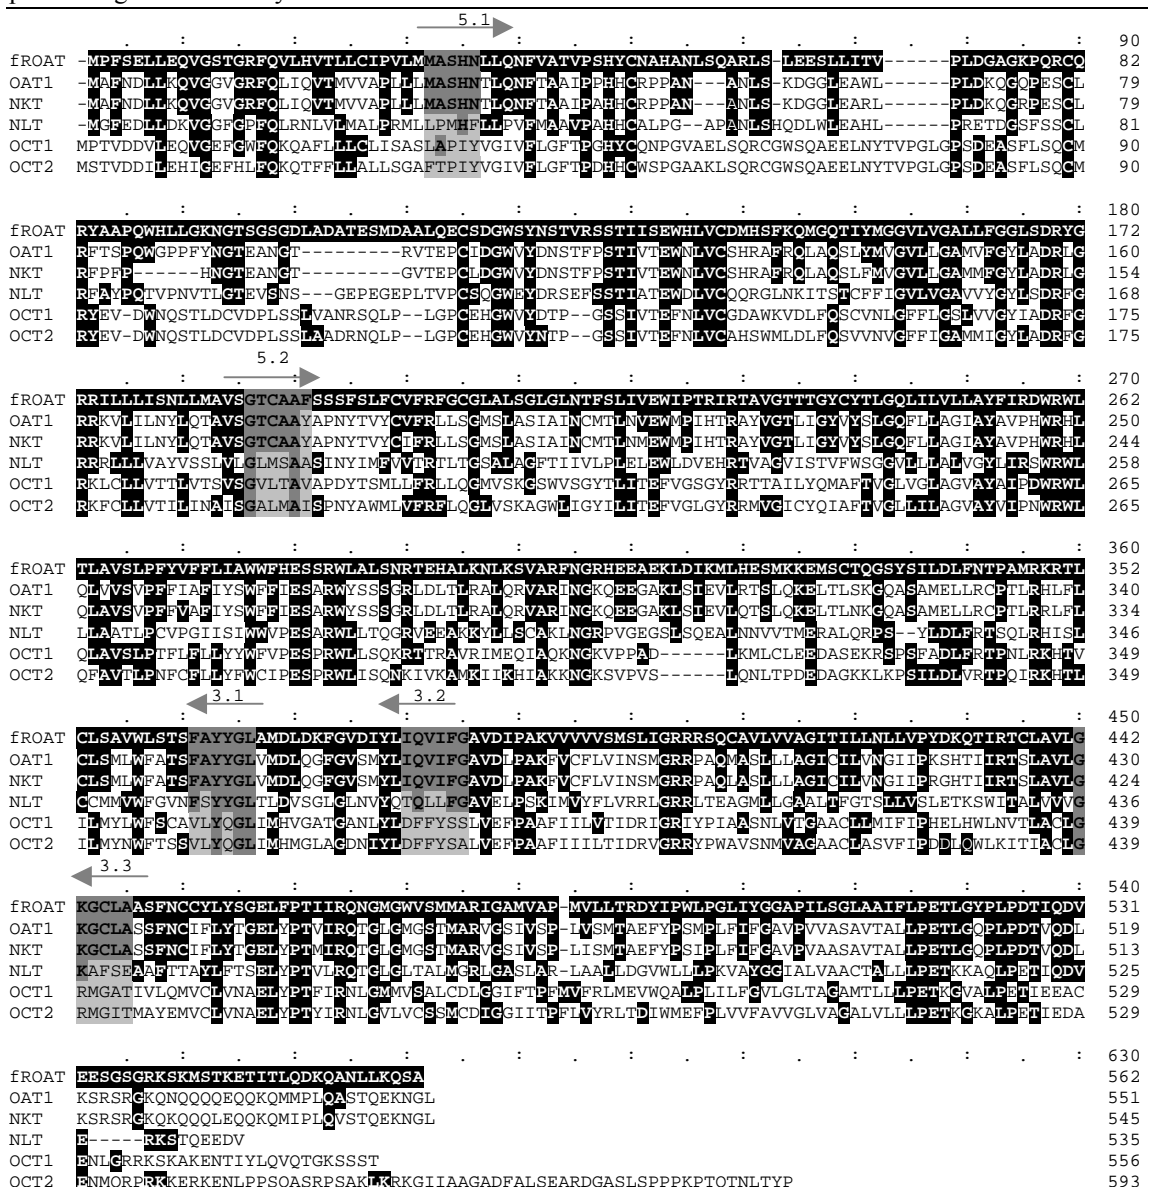 5.1
. : . : . : . : . : . : . : . : . : 90
fROAT -MPFSELLEQVGSTGRFQVLHVTLLCIPVLMMASHNLLQNFVATVPSHYCNAHANLSQARLS-LEESLLITV------PLDGAGKPQRCQ 82
OAT1 -MAFNDLLKQVGGVGRFQLIQVTMVVAPLLLMASHNTLQNFTAAIPPHHCRPPAN---ANLS-KDGGLEAWL------PLDKQGQPESCL 79
NKT -MAFNDLLKQVGGVGRFQLIQVTMVVAPLLLMASHNTLQNFTAAIPAHHCRPPAN---ANLS-KDGGLEARL------PLDKQGRPESCL 79
NLT -MGFEDLLDKVGGFGPFQLRNLVLMALPRMLLPMHFLLPVFMAAVPAHHCALPG--APANLSHQDLWLEAHL------PRETDGSFSSCL 81
OCT1 MPTVDDVLEQVGEFGWFQKQAFLLLCLISASLAPIYVGIVFLGFTPGHYCQNPGVAELSQRCGWSQAEELNYTVPGLGPSDEASFLSQCM 90
OCT2 MSTVDDILEHIGEFHLFQKQTFFLLALLSGAFTPIYVGIVFLGFTPDHHCWSPGAAKLSQRCGWSQAEELNYTVPGLGPSDEASFLSQCM 90
. : . : . : . : . : . : . : . : . : 180
fROAT RYAAPQWHLLGKNGTSGSGDLADATESMDAALQECSDGWSYNSTVRSSTIISEWHLVCDMHSFKQMGQTIYMGGVLVGALLFGGLSDRYG 172
OAT1 RFTSPQWGPPFYNGTEANGT---------RVTEPCIDGWVYDNSTFPSTIVTEWNLVCSHRAFRQLAQSLYMVGVLLGAMVFGYLADRLG 160
NKT RFPFP------HNGTEANGT---------GVTEPCLDGWVYDNSTFPSTIVTEWNLVCSHRAFRQLAQSLFMVGVLLGAMMFGYLADRLG 154
NLT RFAYPQTVPNVTLGTEVSNS---GEPEGEPLTVPCSQGWEYDRSEFSSTIATEWDLVCQQRGLNKITSTCFFIGVLVGAVVYGYLSDRFG 168
OCT1 RYEV-DWNQSTLDCVDPLSSLVANRSQLP--LGPCEHGWVYDTP--GSSIVTEFNLVCGDAWKVDLFQSCVNLGFFLGSLVVGYIADRFG 175
OCT2 RYEV-DWNQSTLDCVDPLSSLAADRNQLP--LGPCEHGWVYNTP--GSSIVTEFNLVCAHSWMLDLFQSVVNVGFFIGAMMIGYLADRFG 175
5.2
. : . : . : . : . : . : . : . : . : 270
fROAT RRILLLISNLLMAVSGTCAAFSSSFSLFCVFRFGCGLALSGLGLNTFSLIVEWIPTRIRTAVGTTTGYCYTLGQLILVLLAYFIRDWRWL 262
OAT1 RRKVLILNYLQTAVSGTCAAYAPNYTVYCVFRLLSGMSLASIAINCMTLNVEWMPIHTRAYVGTLIGYVYSLGQFLLAGIAYAVPHWRHL 250
NKT RRKVLILNYLQTAVSGTCAAYAPNYTVYCIFRLLSGMSLASIAINCMTLNMEWMPIHTRAYVGTLIGYVYSLGQFLLAGIAYAVPHWRHL 244
NLT RRRLLLVAYVSSLVLGLMSAASINYIMFVVTRTLTGSALAGFTIIVLPLELEWLDVEHRTVAGVISTVFWSGGVLLLALVGYLIRSWRWL 258
OCT1 RKLCLLVTTLVTSVSGVLTAVAPDYTSMLLFRLLQGMVSKGSWVSGYTLITEFVGSGYRRTTAILYQMAFTVGLVGLAGVAYAIPDWRWL 265
OCT2 RKFCLLVTILINAISGALMAISPNYAWMLVFRFLQGLVSKAGWLIGYILITEFVGLGYRRMVGICYQIAFTVGLLILAGVAYVIPNWRWL 265
. : . : . : . : . : . : . : . : . : 360
fROAT TLAVSLPFYVFFLIAWWFHESSRWLALSNRTEHALKNLKSVARFNGRHEEAEKLDIKMLHESMKKEMSCTQGSYSILDLFNTPAMRKRTL 352
OAT1 QLVVSVPFFIAFIYSWFFIESARWYSSSGRLDLTLRALQRVARINGKQEEGAKLSIEVLRTSLQKELTLSKGQASAMELLRCPTLRHLFL 340
NKT QLAVSVPFFVAFIYSWFFIESARWYSSSGRLDLTLRALQRVARINGKQEEGAKLSIEVLQTSLQKELTLNKGQASAMELLRCPTLRRLFL 334
NLT LLAATLPCVPGIISIWWVPESARWLLTQGRVEEAKKYLLSCAKLNGRPVGEGSLSQEALNNVVTMERALQRPS--YLDLFRTSQLRHISL 346
OCT1 QLAVSLPTFLFLLYYWFVPESPRWLLSQKRTTRAVRIMEQIAQKNGKVPPAD------LKMLCLEEDASEKRSPSFADLFRTPNLRKHTV 349
OCT2 QFAVTLPNFCFLLYFWCIPESPRWLISQNKIVKAMKIIKHIAKKNGKSVPVS------LQNLTPDEDAGKKLKPSILDLVRTPQIRKHTL 349
3.1 3.2
. : . : . : . : . : . : . : . : . : 450
fROAT CLSAVWLSTSFAYYGLAMDLDKFGVDIYLIQVIFGAVDIPAKVVVVVSMSLIGRRRSQCAVLVVAGITILLNLLVPYDKQTIRTCLAVLG 442
OAT1 CLSMLWFATSFAYYGLVMDLQGFGVSMYLIQVIFGAVDLPAKFVCFLVINSMGRRPAQMASLLLAGICILVNGIIPKSHTIIRTSLAVLG 430
NKT CLSMLWFATSFAYYGLVMDLQGFGVSMYLIQVIFGAVDLPAKFVCFLVINSMGRRPAQLASLLLAGICILVNGIIPRGHTIIRTSLAVLG 424
NLT CCMMVWFGVNFSYYGLTLDVSGLGLNVYQTQLLFGAVELPSKIMVYFLVRRLGRRLTEAGMLLGAALTFGTSLLVSLETKSWITALVVVG 436
OCT1 ILMYLWFSCAVLYQGLIMHVGATGANLYLDFFYSSLVEFPAAFIILVTIDRIGRIYPIAASNLVTGAACLLMIFIPHELHWLNVTLACLG 439
OCT2 ILMYNWFTSSVLYQGLIMHMGLAGDNIYLDFFYSALVEFPAAFIIILTIDRVGRRYPWAVSNMVAGAACLASVFIPDDLQWLKITIACLG 439
3.3
. : . : . : . : . : . : . : . : . : 540
fROAT KGCLAASFNCCYLYSGELFPTIIRQNGMGWVSMMARIGAMVAP-MVLLTRDYIPWLPGLIYGGAPILSGLAAIFLPETLGYPLPDTIQDV 531
OAT1 KGCLASSFNCIFLYTGELYPTVIRQTGLGMGSTMARVGSIVSP-LVSMTAEFYPSMPLFIFGAVPVVASAVTALLPETLGQPLPDTVQDL 519
NKT KGCLASSFNCIFLYTGELYPTMIRQTGLGMGSTMARVGSIVSP-LISMTAEFYPSIPLFIFGAVPVAASAVTALLPETLGQPLPDTVQDL 513
NLT KAFSEAAFTTAYLFTSELYPTVLRQTGLGLTALMGRLGASLAR-LAALLDGVWLLLPKVAYGGIALVAACTALLLPETKKAQLPETIQDV 525
OCT1 RMGATIVLQMVCLVNAELYPTFIRNLGMMVSALCDLGGIFTPFMVFRLMEVWQALPLILFGVLGLTAGAMTLLLPETKGVALPETIEEAC 529
OCT2 RMGITMAYEMVCLVNAELYPTYIRNLGVLVCSSMCDIGGIITPFLVYRLTDIWMEFPLVVFAVVGLVAGALVLLLPETKGKALPETIEDA 529
. : . : . : . : . : . : . : . : . : 630
fROAT EESGSGRKSKMSTKETITLQDKQANLLKQSA 562
OAT1 KSRSRGKQNQQQQEQQKQMMPLQASTQEKNGL 551
NKT KSRSRGKQKQQQLEQQKQMIPLQVSTQEKNGL 545
NLT E-----RKSTQEEDV 535
OCT1 ENLGRRKSKAKENTIYLQVQTGKSSST 556
OCT2 ENMQRPRKKKERKENLPPSQASRPSAKLKRKGIIAAGADFALSEARDGASLSPPPKPTQTNLTYP 593